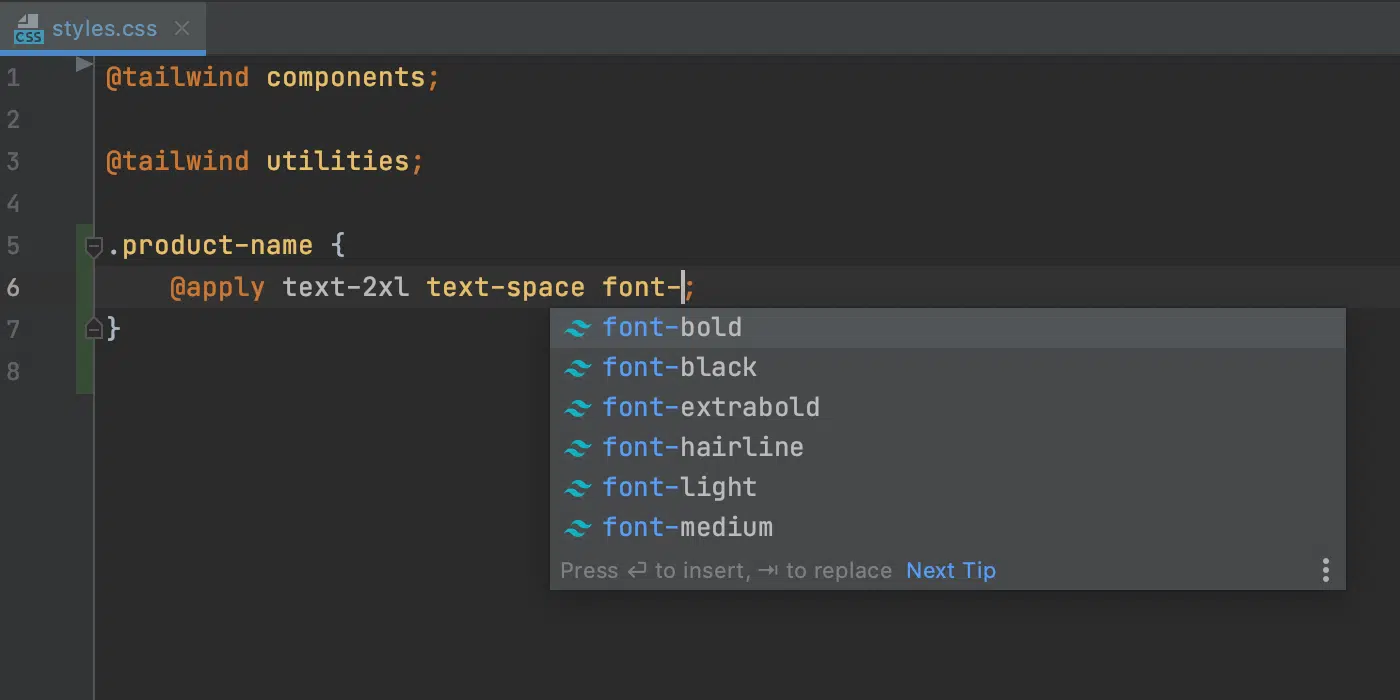 CSS styles.css
1 @tailwind components;
2
3 @tailwind utilities;
4
5 .product-name {
6 @apply text-2xl text-space font-;
7 }
8
font-bold
font-black
font-extrabold
font-hairline
font-light
font-medium
Press ↵ to insert, ⇥ to replace Next Tip